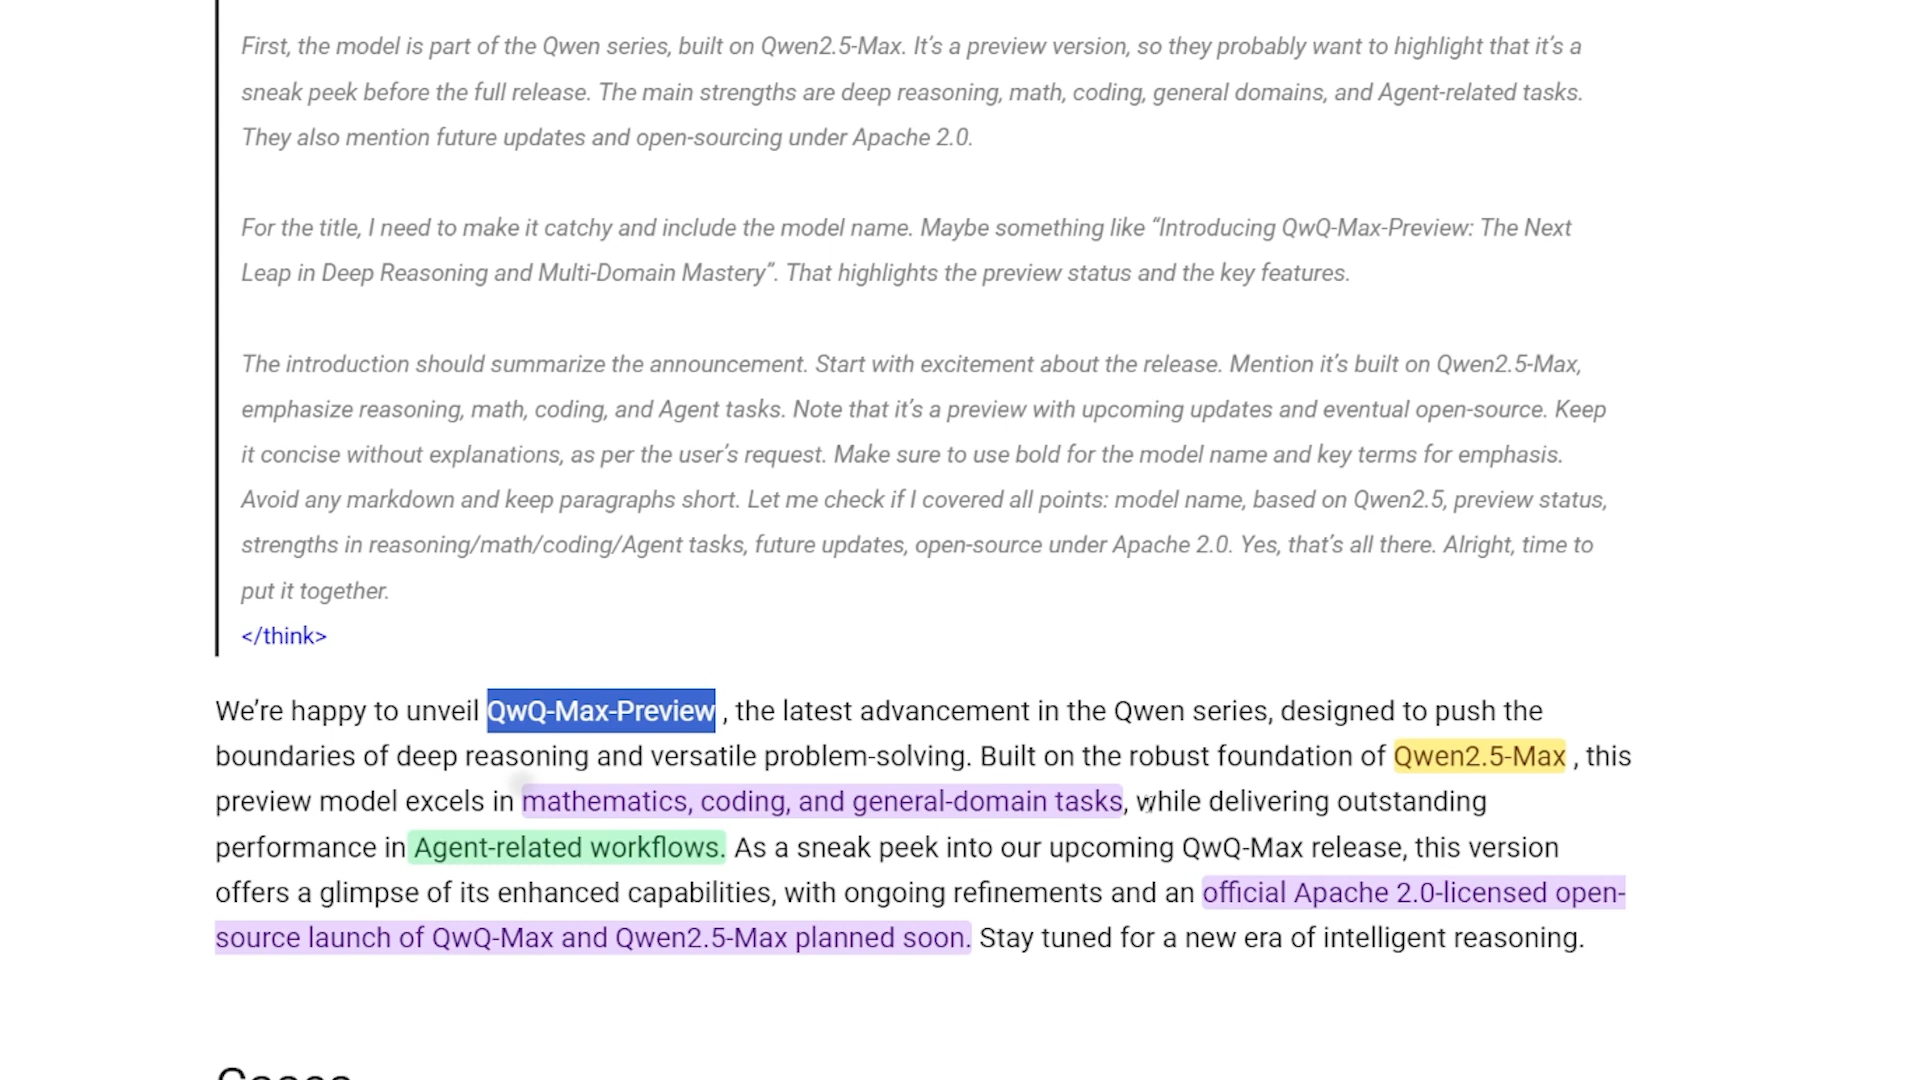 First, the model is part of the Qwen series, built on Qwen2.5-Max. It’s a preview version, so they probably want to highlight that it’s a
sneak peek before the full release. The main strengths are deep reasoning, math, coding, general domains, and Agent-related tasks.
They also mention future updates and open-sourcing under Apache 2.0.
For the title, I need to make it catchy and include the model name. Maybe something like “Introducing QwQ-Max-Preview: The Next
Leap in Deep Reasoning and Multi-Domain Mastery”. That highlights the preview status and the key features.
The introduction should summarize the announcement. Start with excitement about the release. Mention it’s built on Qwen2.5-Max,
emphasize reasoning, math, coding, and Agent tasks. Note that it’s a preview with upcoming updates and eventual open-source. Keep
it concise without explanations, as per the user’s request. Make sure to use bold for the model name and key terms for emphasis.
Avoid any markdown and keep paragraphs short. Let me check if I covered all points: model name, based on Qwen2.5, preview status,
strengths in reasoning/math/coding/Agent tasks, future updates, open-source under Apache 2.0. Yes, that’s all there. Alright, time to
put it together.
</think>
We’re happy to unveil QwQ-Max-Preview , the latest advancement in the Qwen series, designed to push the
boundaries of deep reasoning and versatile problem-solving. Built on the robust foundation of Qwen2.5-Max , this
preview model excels in mathematics, coding, and general-domain tasks, while delivering outstanding
performance in Agent-related workflows. As a sneak peek into our upcoming QwQ-Max release, this version
offers a glimpse of its enhanced capabilities, with ongoing refinements and an official Apache 2.0-licensed open-
source launch of QwQ-Max and Qwen2.5-Max planned soon. Stay tuned for a new era of intelligent reasoning.